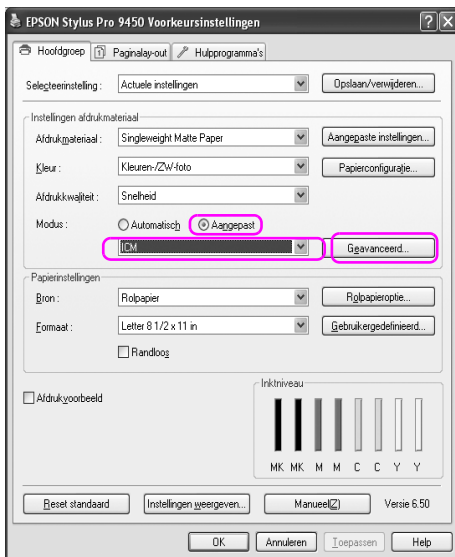 EPSON Stylus Pro 9450 Voorkeursinstellingen
Hoofdgroep Paginalay-out Hulpprogramma's
Selecteerinstelling : Actuele instellingen Opslaan/verwijderen...
Instellingen afdrukmateriaal
Afdrukmateriaal : Singleweight Matte Paper Aangepaste instellingen...
Kleur : Kleuren-/ZW-foto Papierconfiguratie...
Afdrukkwaliteit : Snelheid
Modus : Automatisch Aangepast
ICM Geavanceerd...
Papierinstellingen
Bron : Rolpapier Rolpapieroptie...
Formaat : Letter 8 1/2 x 11 in Gebruikergedefinieerd...
Randloos
Afdrukvoorbeeld
Inktniveau
MK MK M M C C Y Y
Reset standaard Instellingen weergeven... Manueel(Z) Versie 6.50
OK Annuleren Toepassen Help